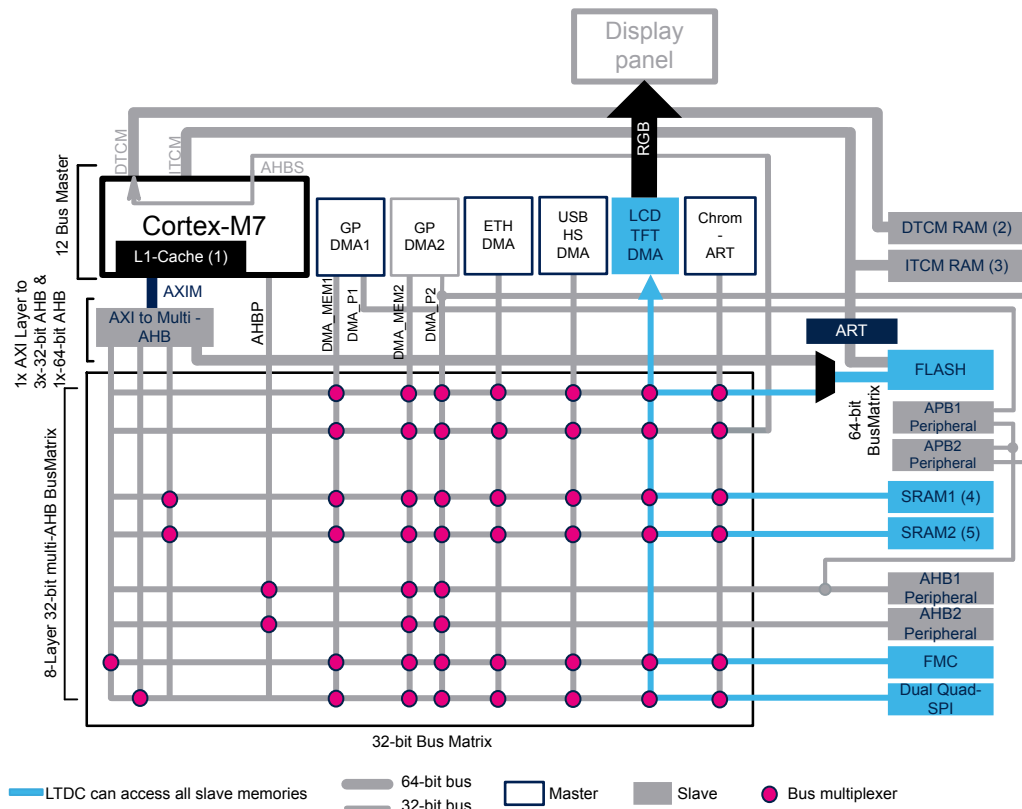 Display
panel
RGB
DTCM
ITCM
AHBS
12 Bus Master
Cortex-M7
L1-Cache (1)
GP
DMA1
GP
DMA2
ETH
DMA
USB
HS
DMA
LCD
TFT
DMA
Chrom
-
ART
DTCM RAM (2)
ITCM RAM (3)
AXIM
AXI to Multi -
AHB
1x AXI Layer to
3x-32-bit AHB &
1x-64-bit AHB
AHBP
DMA_MEM1
DMA_P1
DMA_MEM2
DMA_P2
ART
FLASH
64-bit
BusMatrix
APB1
Peripheral
APB2
Peripheral
8-Layer 32-bit multi-AHB BusMatrix
SRAM1 (4)
SRAM2 (5)
AHB1
Peripheral
AHB2
Peripheral
FMC
Dual Quad-
SPI
32-bit Bus Matrix
LTDC can access all slave memories
64-bit bus
32-bit bus
Master
Slave
Bus multiplexer